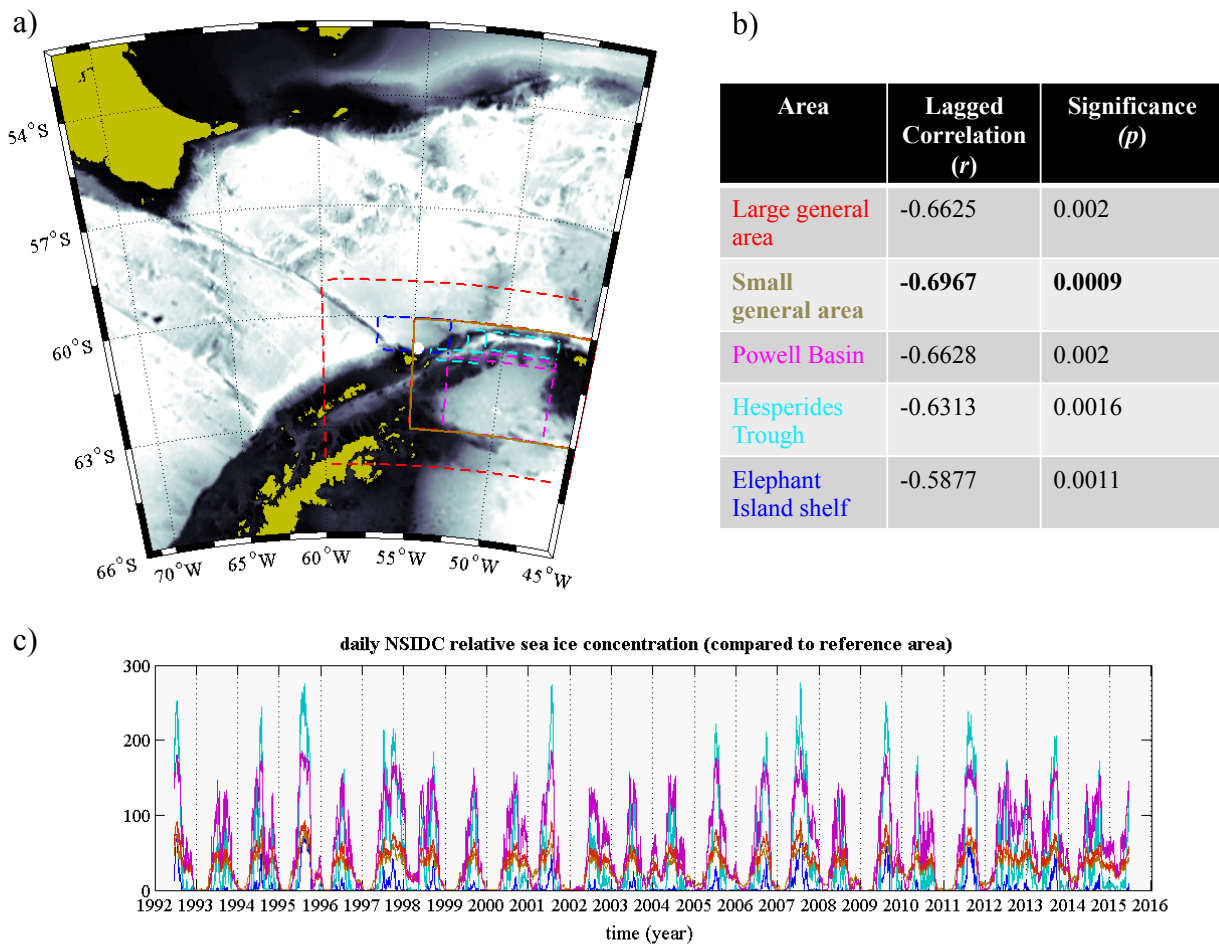 a)
54°S
57°S
60°S
63°S
66°S
70°W
65°W
60°W
55°W
50°W
45°W
b)
Area
Lagged
Correlation
(r)
Significance
(p)
Large general
area
-0.6625
0.002
Small
general area
-0.6967
0.0009
Powell Basin
-0.6628
0.002
Hesperides
Trough
-0.6313
0.0016
Elephant
Island shelf
-0.5877
0.0011
c)
daily NSIDC relative sea ice concentration (compared to reference area)
300
200
100
0
1992 1993 1994 1995 1996 1997 1998 1999 2000 2001 2002 2003 2004 2005 2006 2007 2008 2009 2010 2011 2012 2013 2014 2015 2016
time (year)